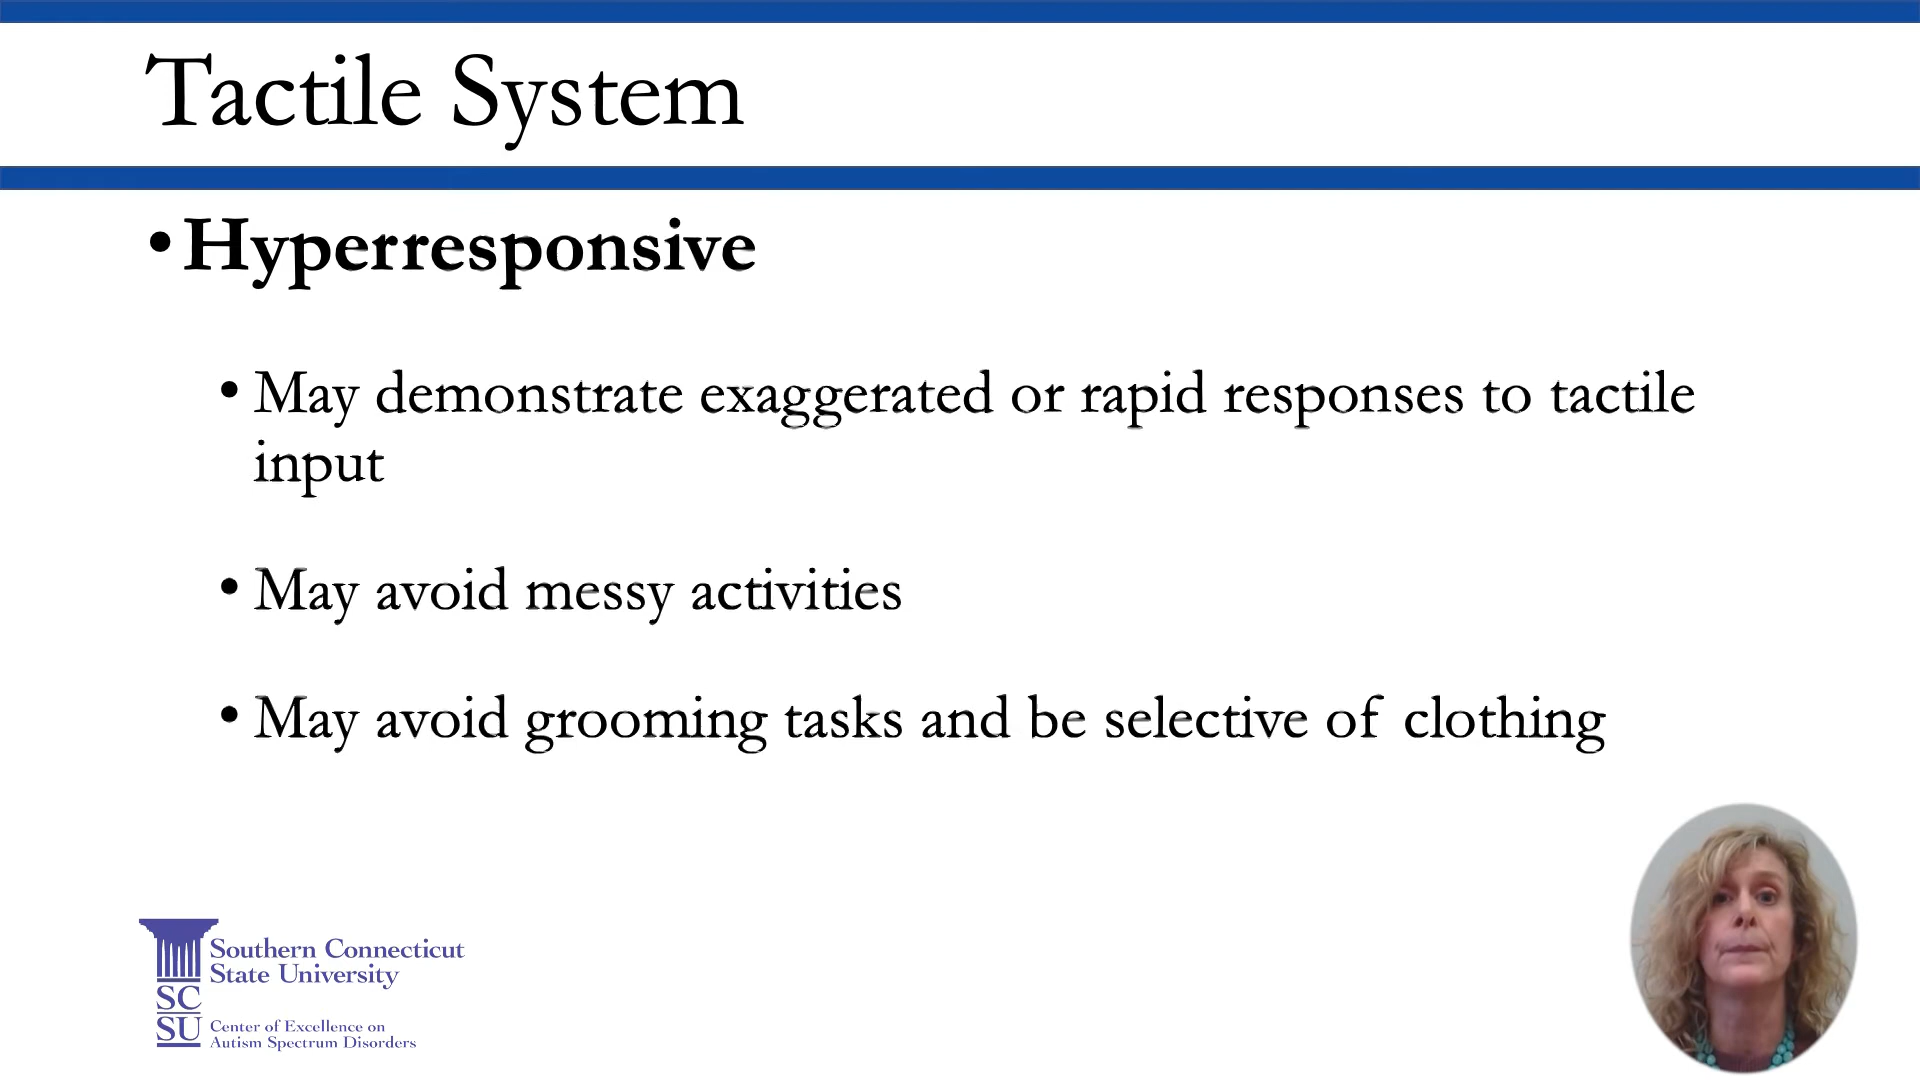 Tactile System
•Hyperresponsive
• May demonstrate exaggerated or rapid responses to tactile
input
• May avoid messy activities
• May avoid grooming tasks and be selective of clothing
Southern Connecticut
State University
SC
SU
Center of Excellence on
Autism Spectrum Disorders